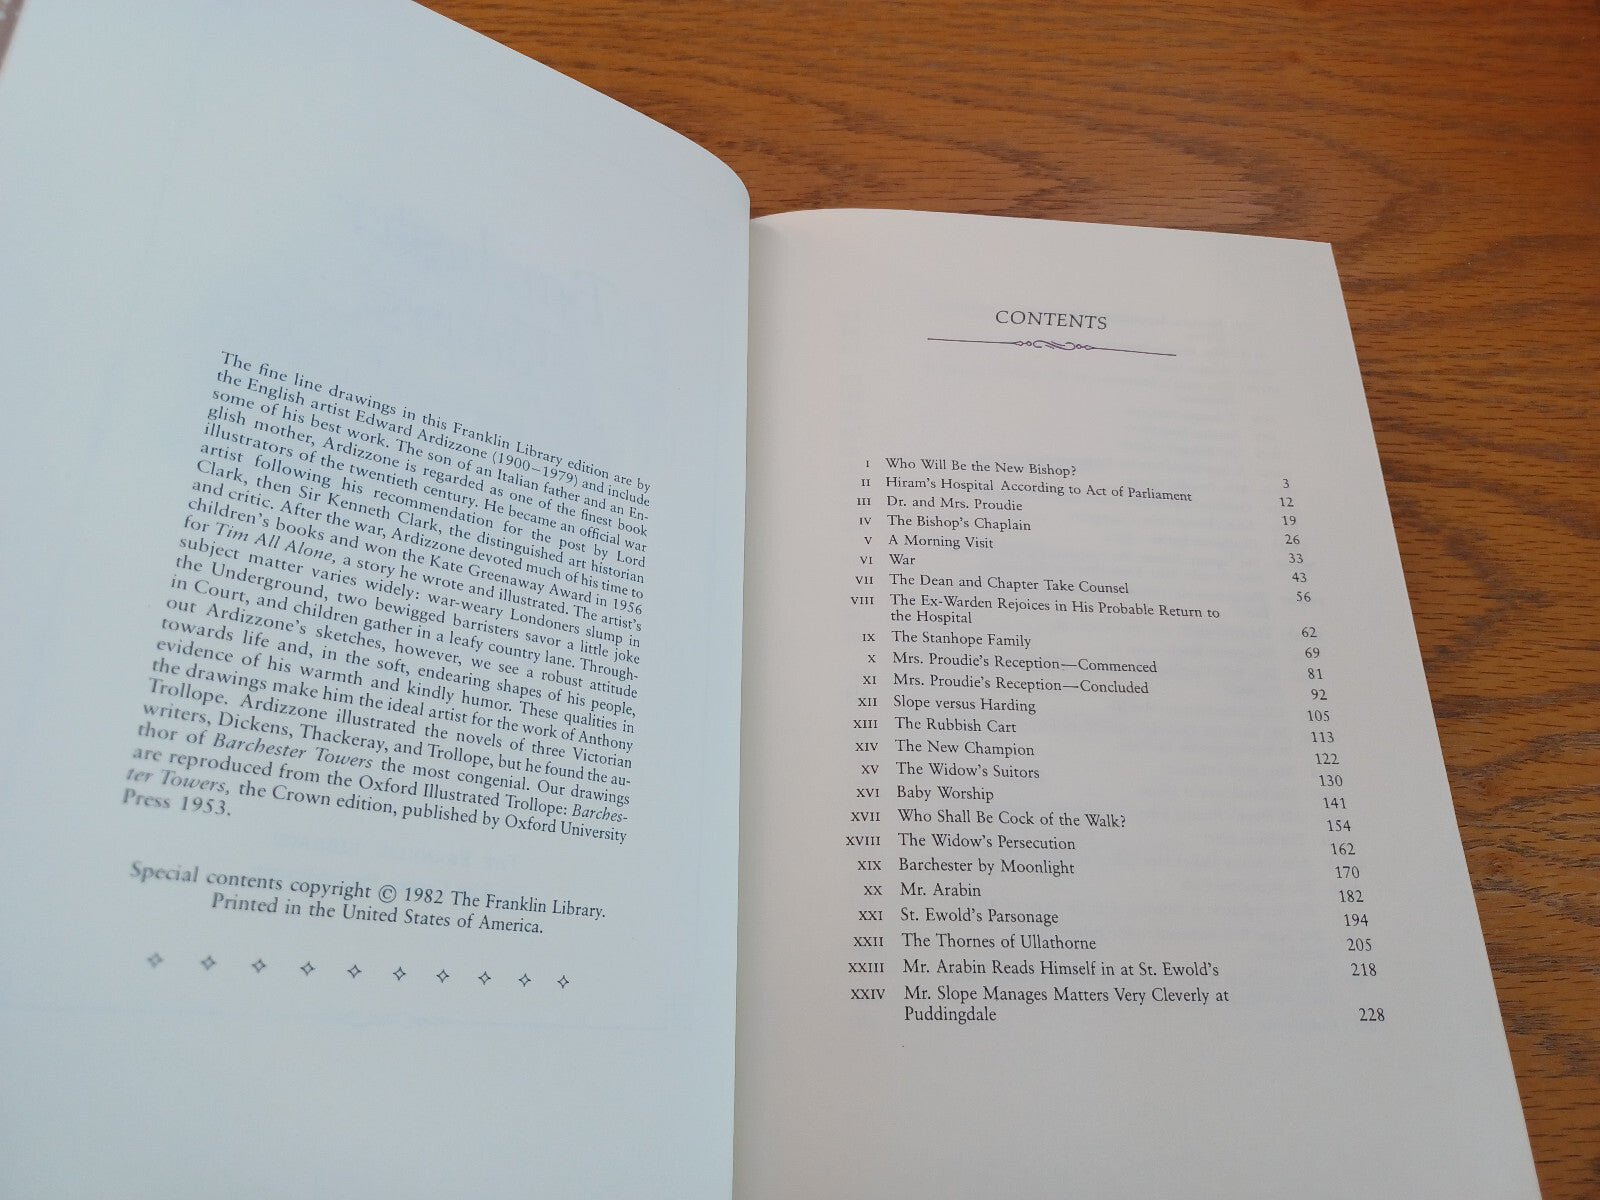 The fine line drawings in this Franklin Library edition are by
the English artist Edward Ardizzone (1900–1979) and include
some of his best work. The son of an Italian father and an En-
glish mother, Ardizzone is regarded as one of the finest book
illustrators of the twentieth century. He became an official war
artist following his recommendation for the post by Lord
Clark, then Sir Kenneth Clark, the distinguished art historian
and critic. After the war, Ardizzone devoted much of his time to
children's books and won the Kate Greenaway Award in 1956
for Tim All Alone, a story he wrote and illustrated. The artist's
subject matter varies widely: war-weary Londoners slump in
the Underground, two bewigged barristers savor a little joke
in Court, and children gather in a leafy country lane. Through-
out Ardizzone's sketches, however, we see a robust attitude
towards life and, in the soft, endearing shapes of his people,
evidence of his warmth and kindly humor. These qualities in
the drawings make him the ideal artist for the work of Anthony
Trollope. Ardizzone illustrated the novels of three Victorian
writers, Dickens, Thackeray, and Trollope, but he found the au-
thor of Barchester Towers the most congenial. Our drawings
are reproduced from the Oxford Illustrated Trollope: Barches-
ter Towers, the Crown edition, published by Oxford University
Press 1953.
Special contents copyright © 1982 The Franklin Library.
Printed in the United States of America.
CONTENTS
I Who Will Be the New Bishop? 3
II Hiram's Hospital According to Act of Parliament 12
III Dr. and Mrs. Proudie 19
IV The Bishop's Chaplain 26
V A Morning Visit 33
VI War 43
VII The Dean and Chapter Take Counsel 56
VIII The Ex-Warden Rejoices in His Probable Return to
the Hospital 62
IX The Stanhope Family 69
X Mrs. Proudie's Reception—Commenced 81
XI Mrs. Proudie's Reception—Concluded 92
XII Slope versus Harding 105
XIII The Rubbish Cart 113
XIV The New Champion 122
XV The Widow's Suitors 130
XVI Baby Worship 141
XVII Who Shall Be Cock of the Walk? 154
XVIII The Widow's Persecution 162
XIX Barchester by Moonlight 170
XX Mr. Arabin 182
XXI St. Ewold's Parsonage 194
XXII The Thornes of Ullathorne 205
XXIII Mr. Arabin Reads Himself in at St. Ewold's 218
XXIV Mr. Slope Manages Matters Very Cleverly at
Puddingdale 228